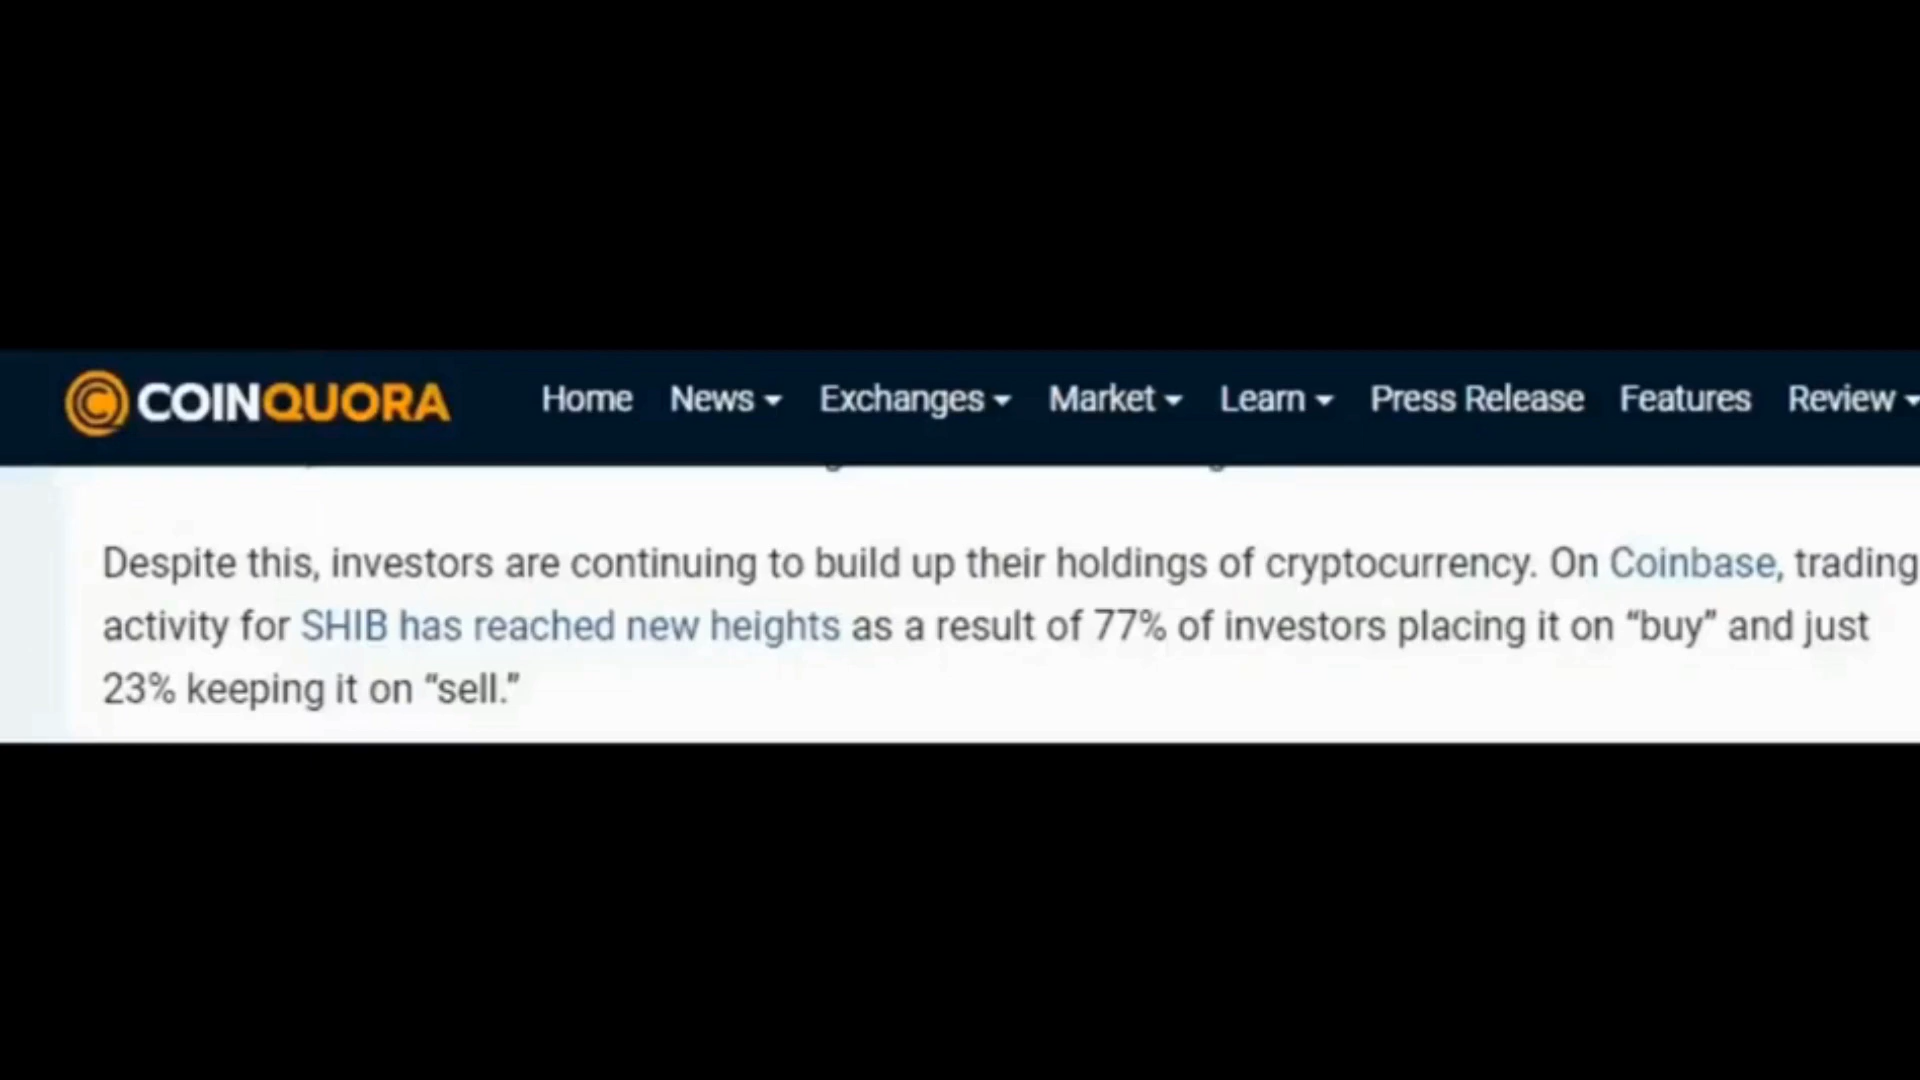 COINQUORA Home News Exchanges Market Learn Press Release Features Review
Despite this, investors are continuing to build up their holdings of cryptocurrency. On Coinbase, trading
activity for SHIB has reached new heights as a result of 77% of investors placing it on “buy” and just
23% keeping it on “sell.”